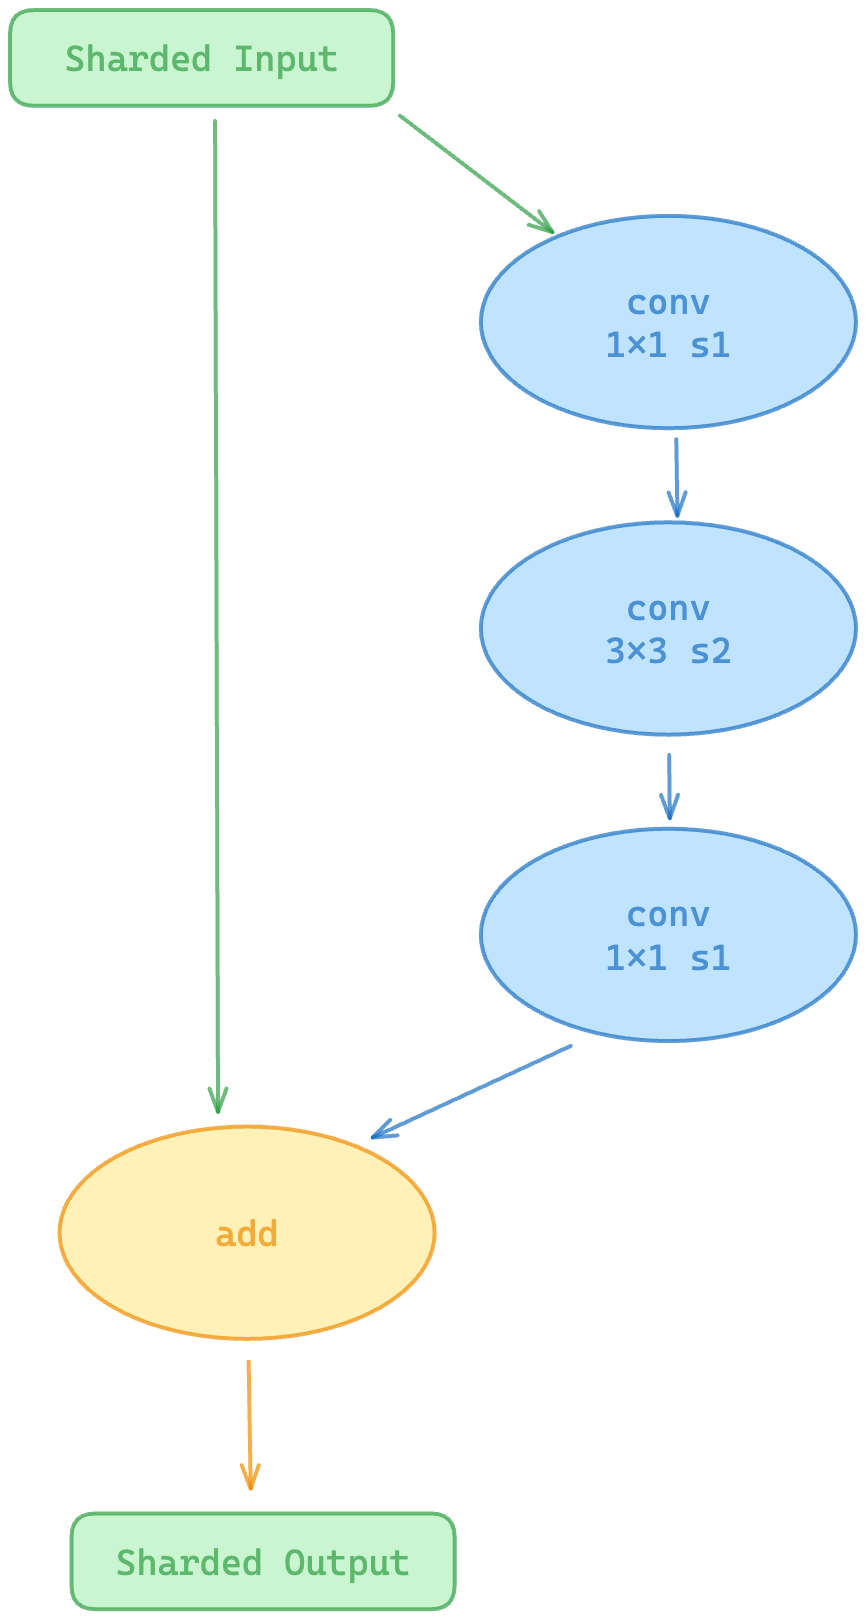 Sharded Input
conv
1×1 s1
conv
3×3 s2
conv
1×1 s1
add
Sharded Output